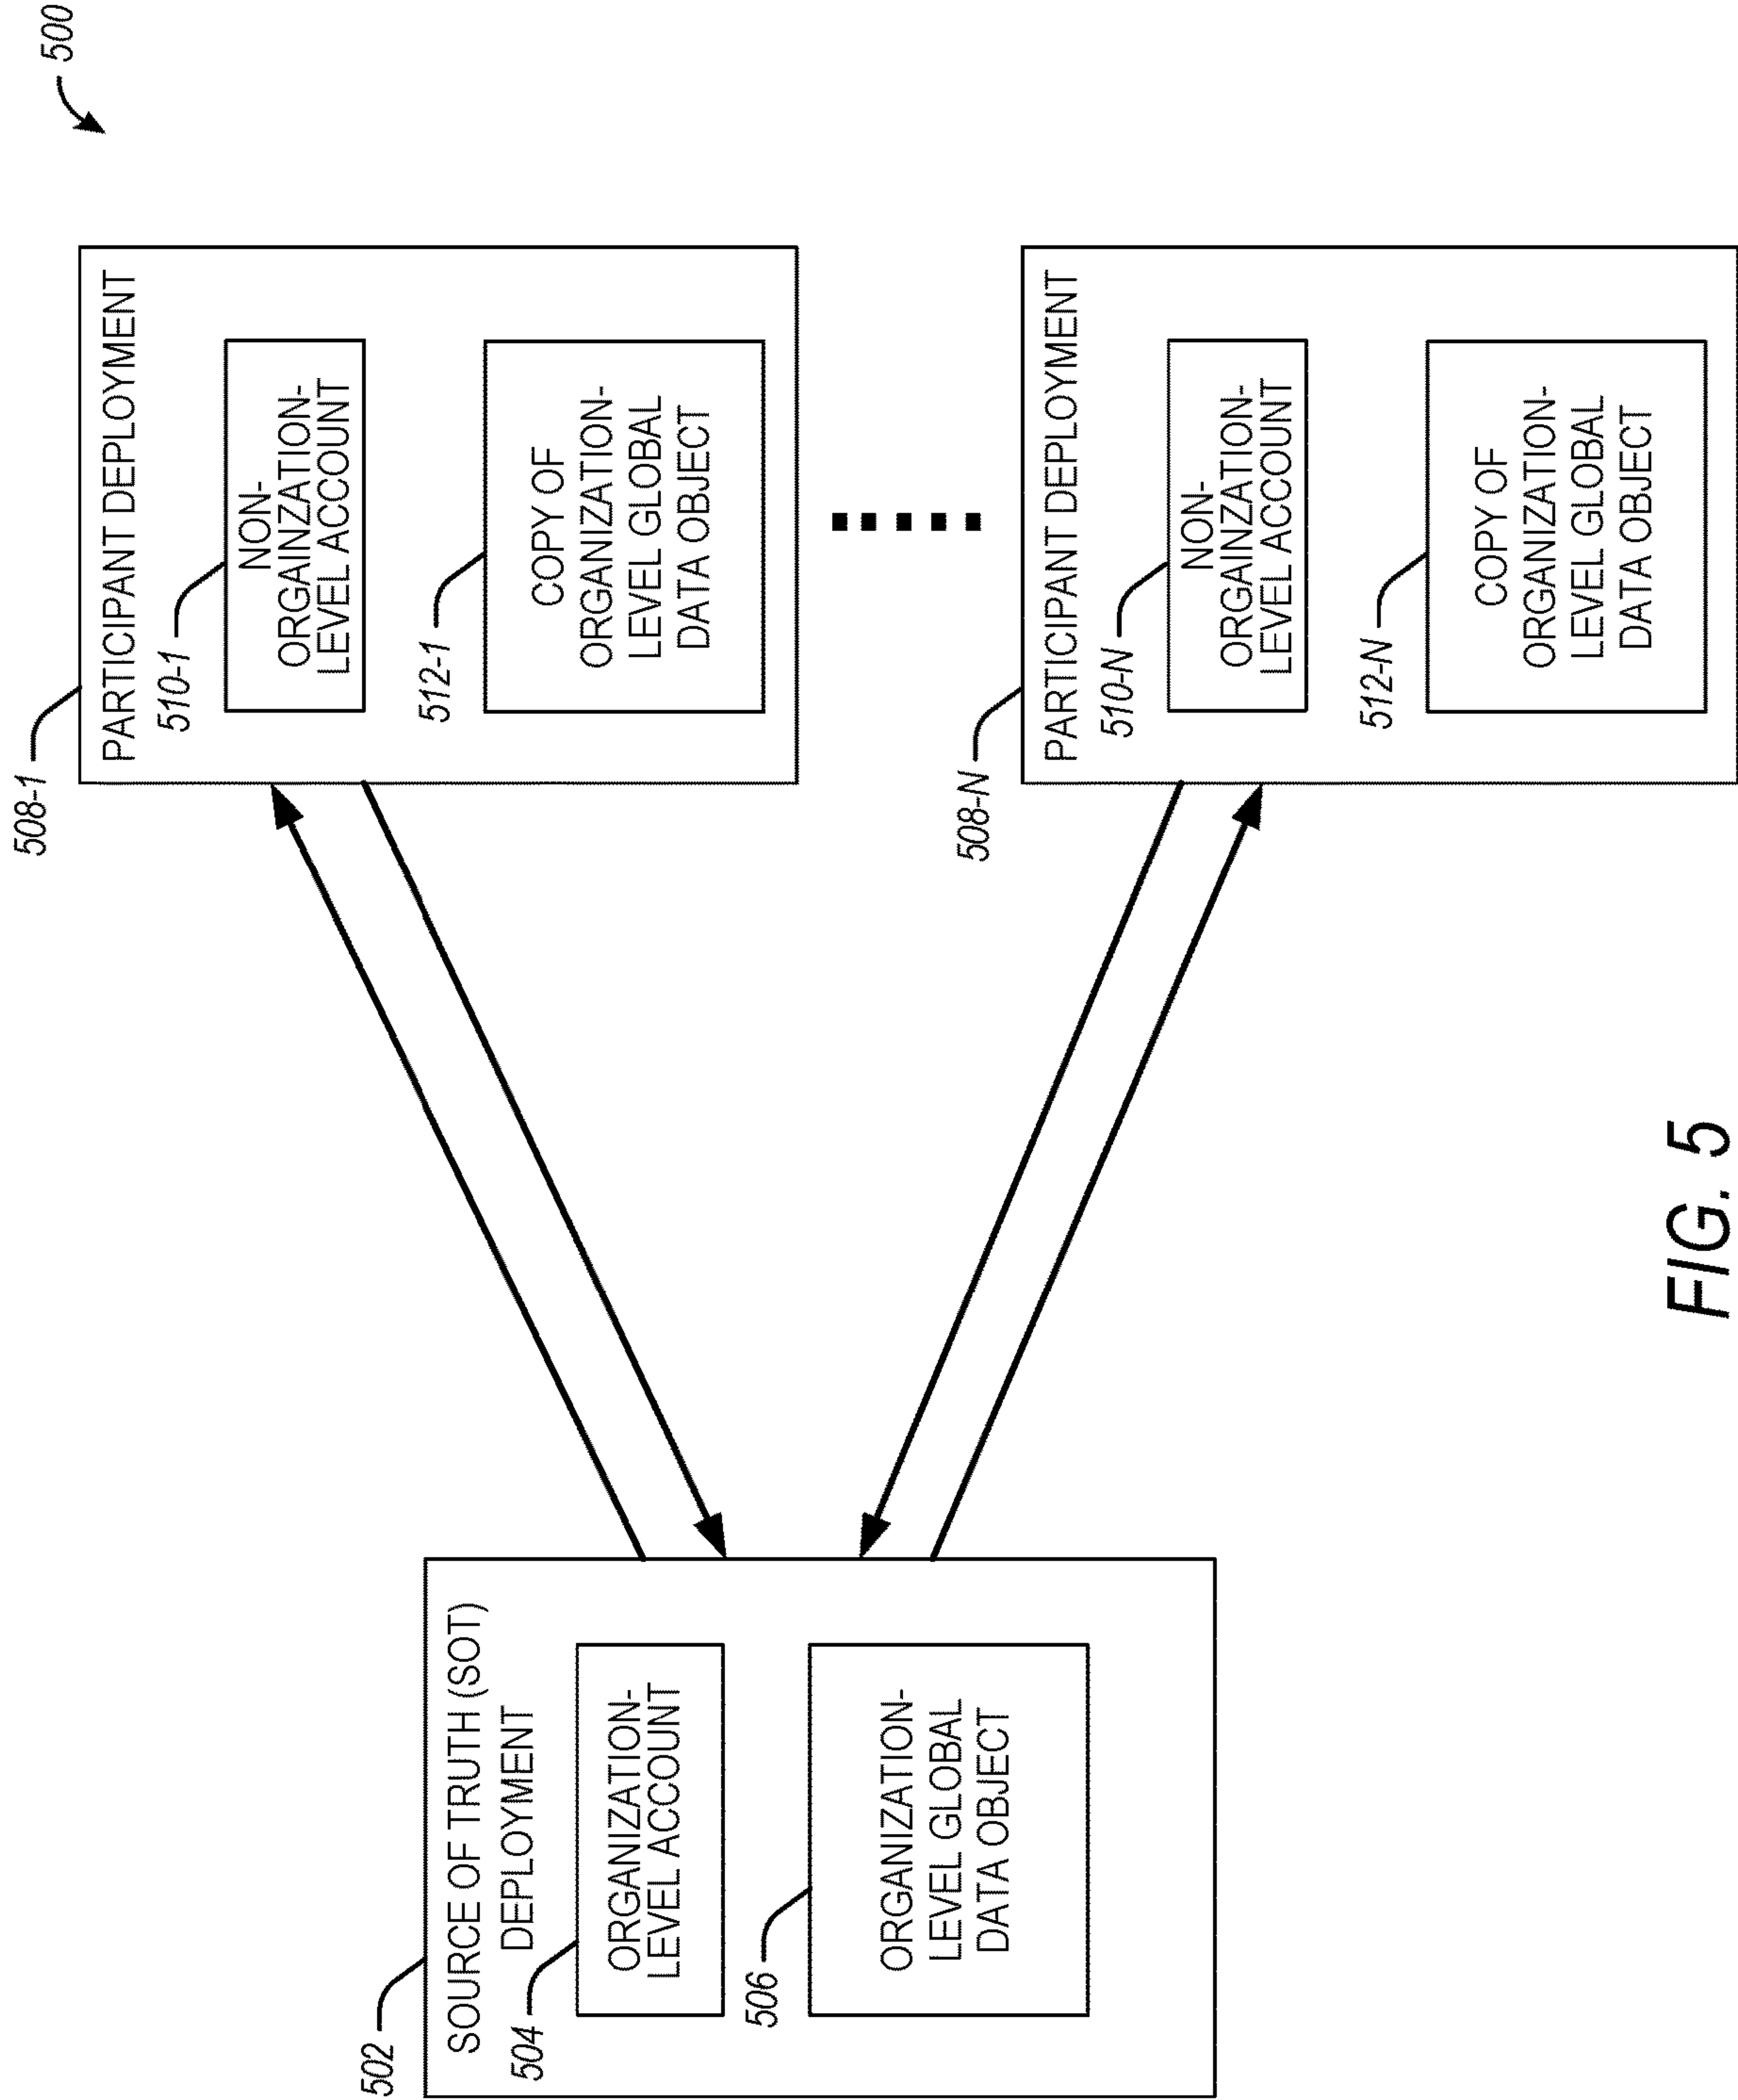 500
508-1
PARTICIPANT DEPLOYMENT
510-1
NON-
ORGAINZATION-
LEVEL ACCOUNT
512-1
COPY OF
ORGANIZATION-
LEVEL GLOBAL
DATA OBJECT
502
SOURCE OF TRUTH (SOT)
DEPLOYMENT
504
ORGANIZATION-
LEVEL ACCOUNT
506
ORGANIZATION-
LEVEL GLOBAL
DATA OBJECT
508-N
PARTICIPANT DEPLOYMENT
510-N
NON-
ORGAINZATION-
LEVEL ACCOUNT
512-N
COPY OF
ORGANIZATION-
LEVEL GLOBAL
DATA OBJECT
FIG. 5